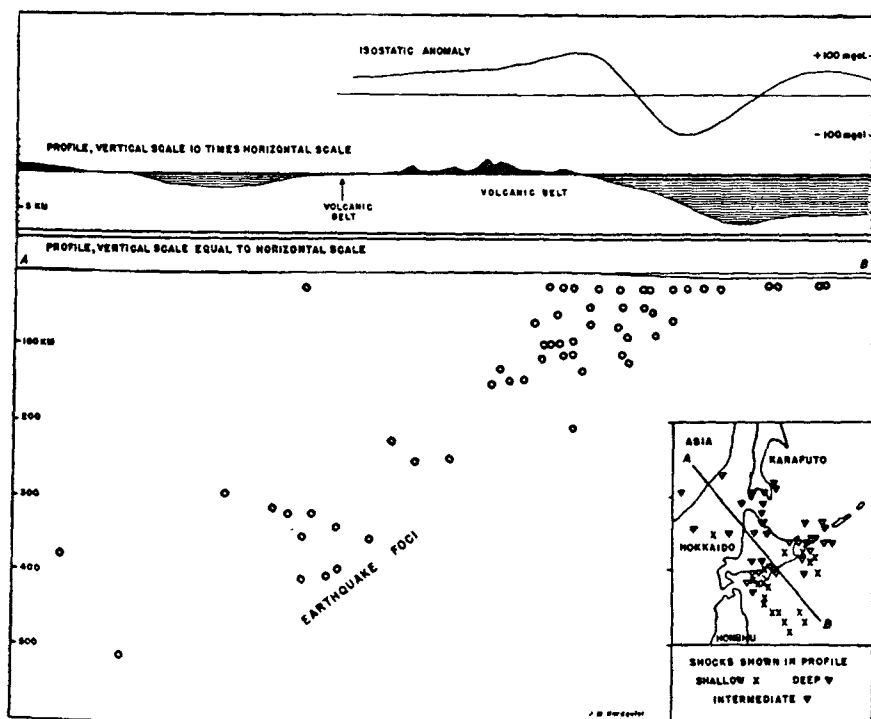 ISOSTATIC ANOMALY
+100 mgal.
-100 mgal
PROFILE, VERTICAL SCALE 10 TIMES HORIZONTAL SCALE
VOLCANIC BELT
VOLCANIC
BELT
5 KM
PROFILE, VERTICAL SCALE EQUAL TO HORIZONTAL SCALE
A
B
100 KM
200
300
400
500
EARTHQUAKE FOCI
ASIA
KARAFUTO
A
HOKKAIDO
B
HONSHU
SHOCKS SHOWN IN PROFILE
SHALLOW X DEEP ▼
INTERMEDIATE ▼